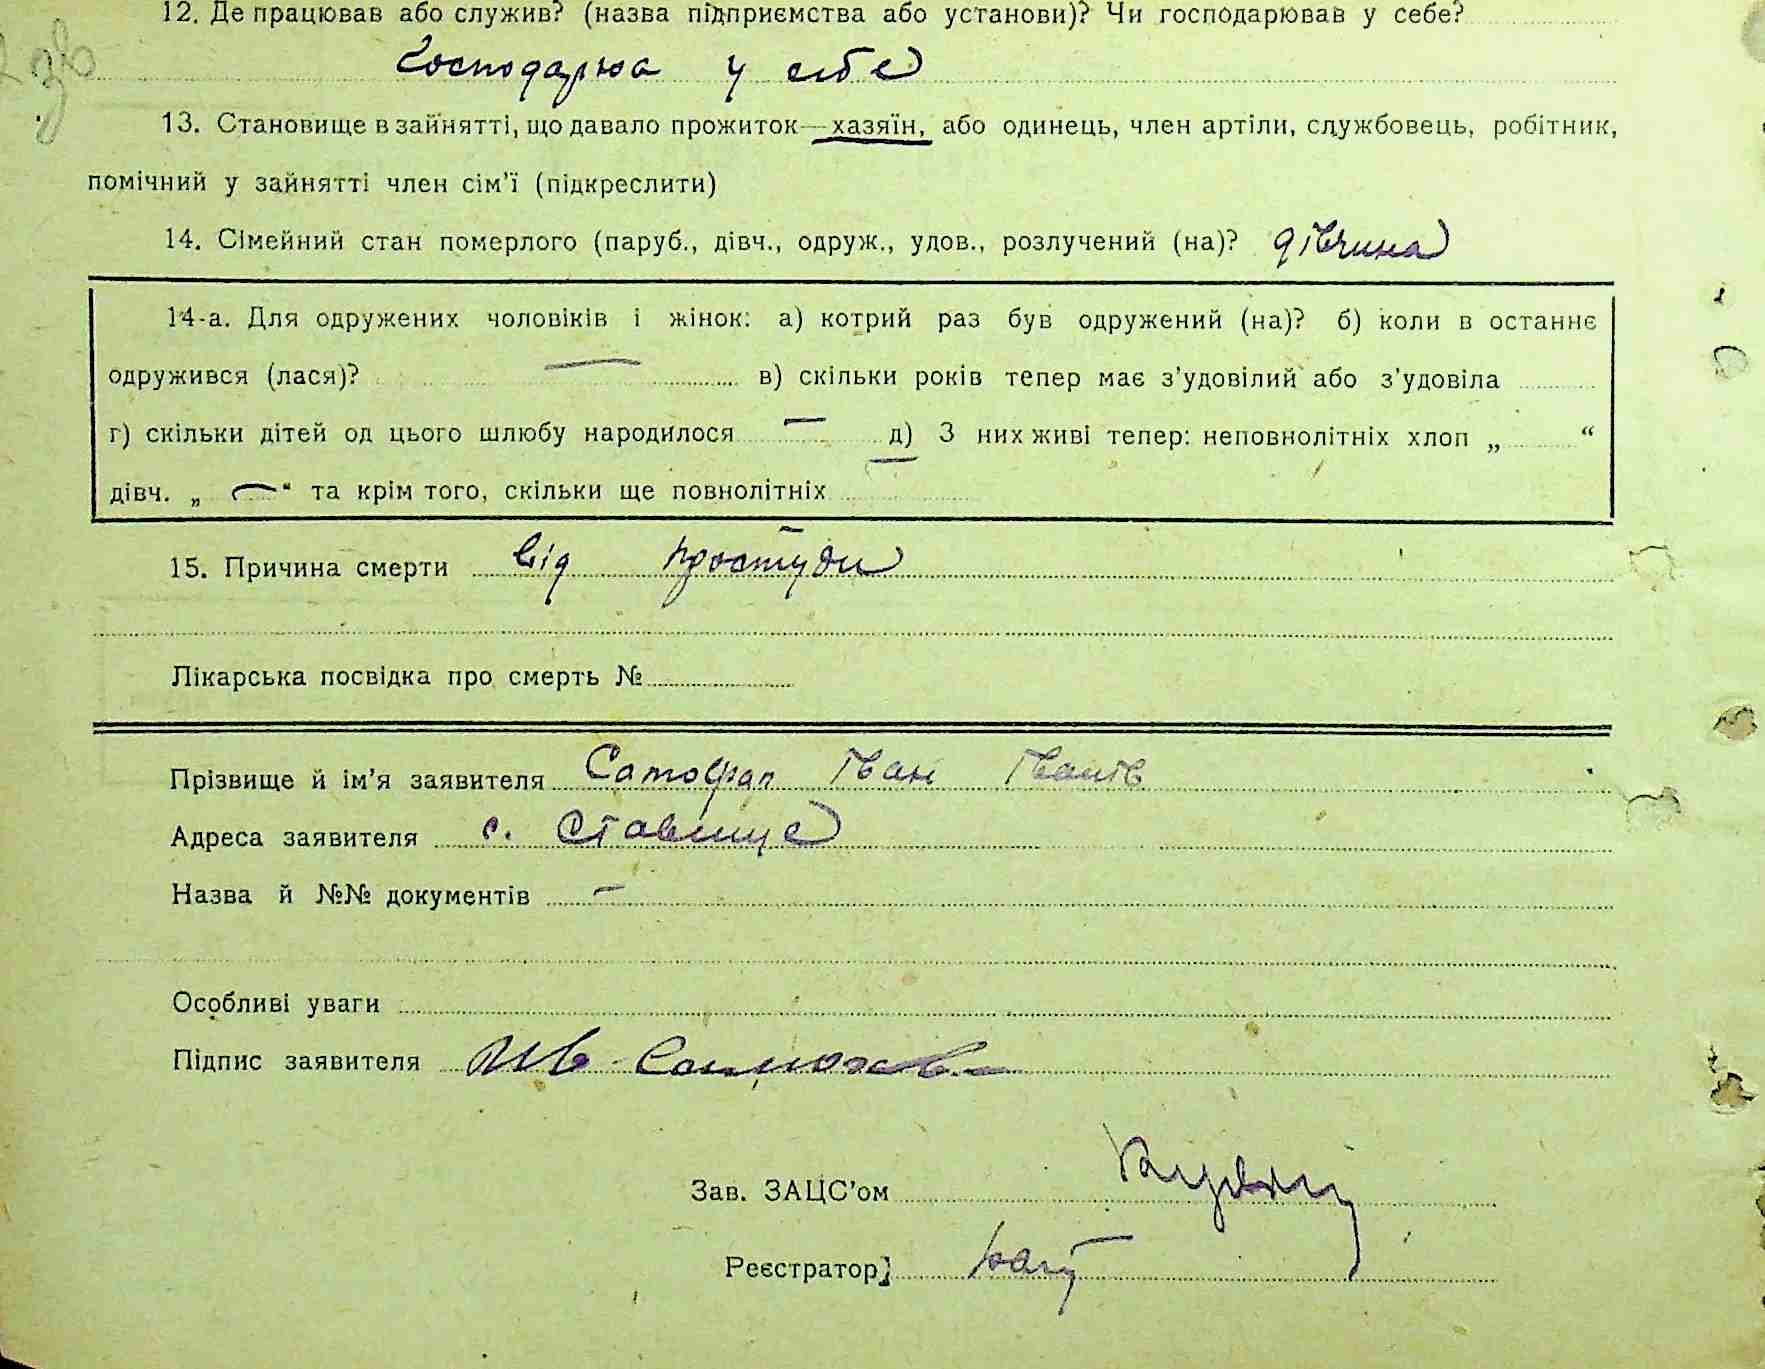 12. Де працював або служив? (назва підприємства або установи)? Чи господарював у себе?
Господарюа у себе
13. Становище в зайнятті, що давало прожиток—хазяїн, або одинець, член артіли, службовець, робітник,
помічний у зайнятті член сім'ї (підкреслити)
14. Сімейний стан померлого (паруб., дівч., одруж., удов., розлучений (на)? дівчина
14-а. Для одружених чоловіків і жінок: а) котрий раз був одружений (на)? б) коли в останнє
одружився (лася)? — в) скільки років тепер має з'удовілий або з'удовіла
г) скільки дітей од цього шлюбу народилося — д) З них живі тепер: неповнолітніх хлоп „ “
дівч. „ — “ та крім того, скільки ще повнолітніх
15. Причина смерти від простуди
Лікарська посвідка про смерть №
Прізвище й ім'я заявителя Іван Іванів
Адреса заявителя с. Ставище
Назва й №№ документів —
Особливі уваги
Підпис заявителя Ив
Зав. ЗАЦС'ом
Реєстратор